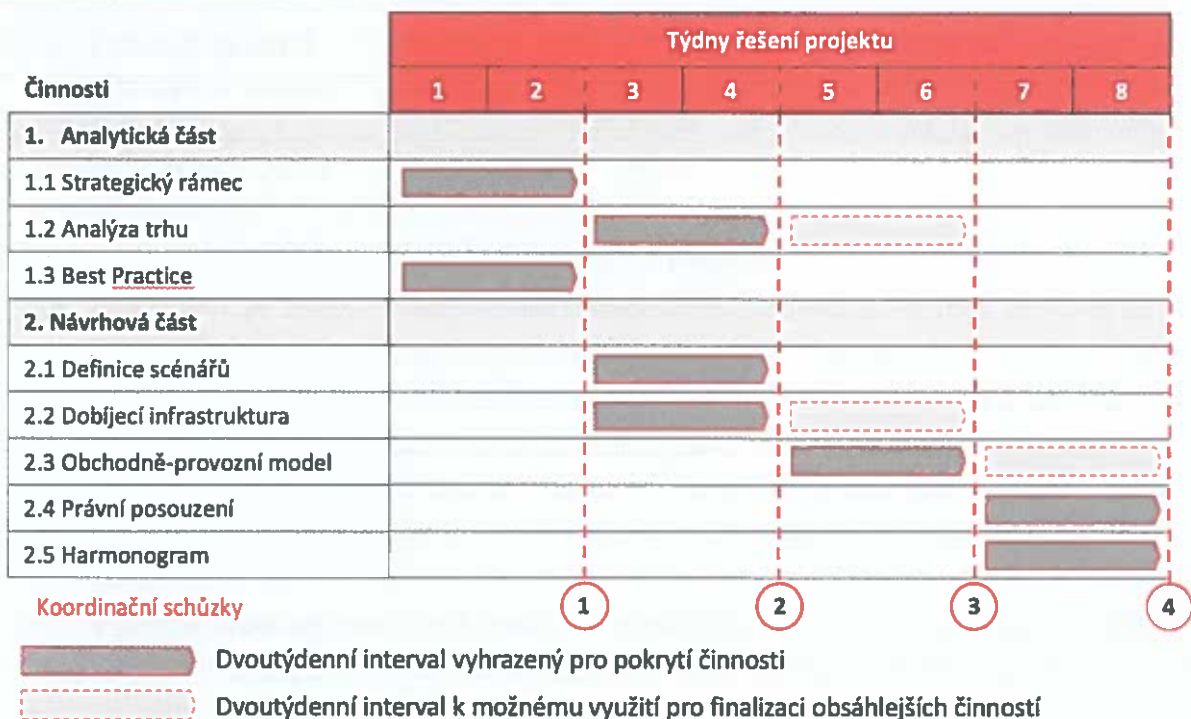 Týdny řešení projektu
Činnosti 1 2 3 4 5 6 7 8
1. Analytická část
1.1 Strategický rámec
1.2 Analýza trhu
1.3 Best Practice
2. Návrhová část
2.1 Definice scénářů
2.2 Dobíjecí infrastruktura
2.3 Obchodně-provozní model
2.4 Právní posouzení
2.5 Harmonogram
Koordinační schůzky 1 2 3 4
Dvoutýdenní interval vyhrazený pro pokrytí činnosti
Dvoutýdenní interval k možnému využití pro finalizaci obsáhlejších činností